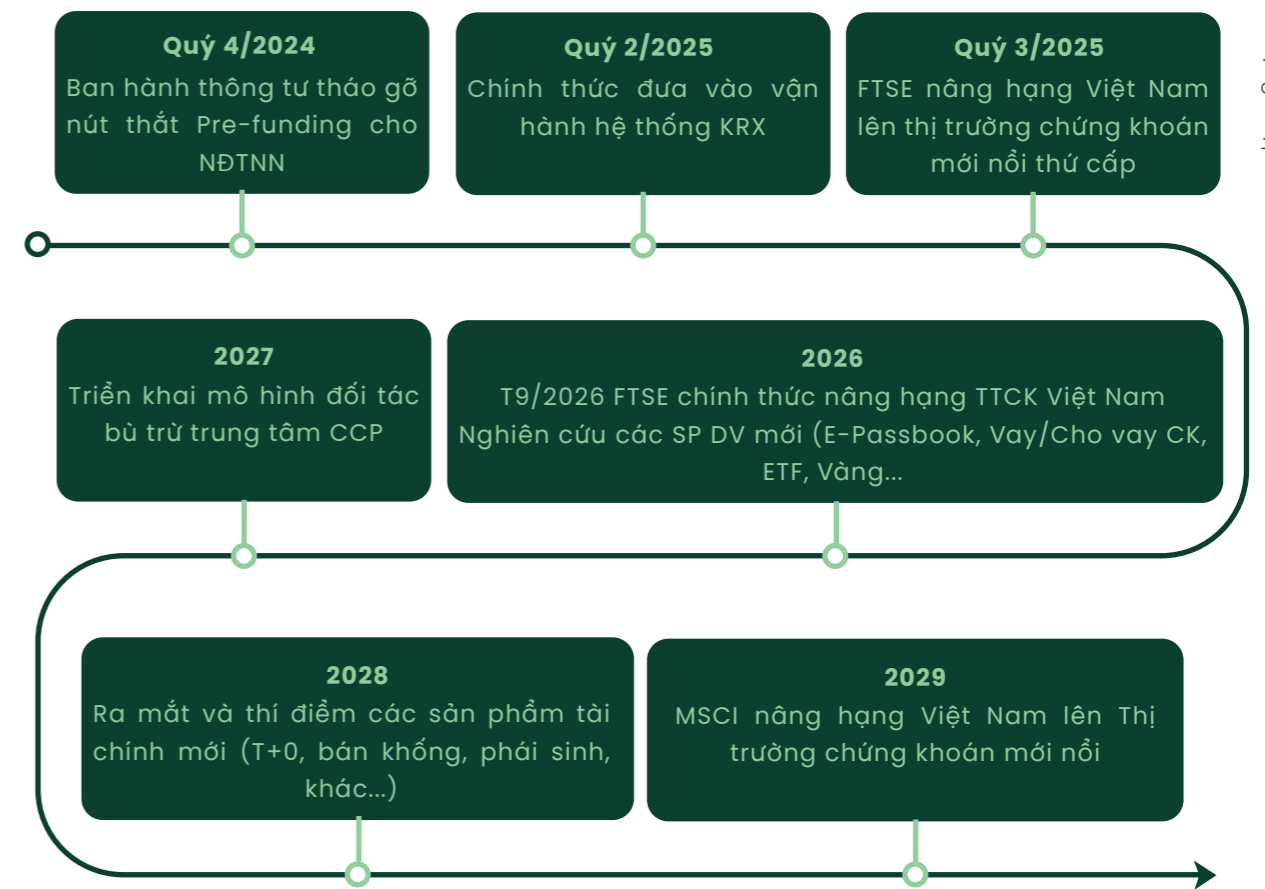 Quý 4/2024
Ban hành thông tư tháo gỡ
nút thắt Pre-funding cho
NĐTNN
Quý 2/2025
Chính thức đưa vào vận
hành hệ thống KRX
Quý 3/2025
FTSE nâng hạng Việt Nam
lên thị trường chứng khoán
mới nổi thứ cấp
2026
T9/2026 FTSE chính thức nâng hạng TTCK Việt Nam
Nghiên cứu các SP DV mới (E-Passbook, Vay/Cho vay CK,
ETF, Vàng...
2027
Triển khai mô hình đối tác
bù trừ trung tâm CCP
2028
Ra mắt và thí điểm các sản phẩm tài
chính mới (T+0, bán khống, phái sinh,
khác...)
2029
MSCI nâng hạng Việt Nam lên Thị
trường chứng khoán mới nổi